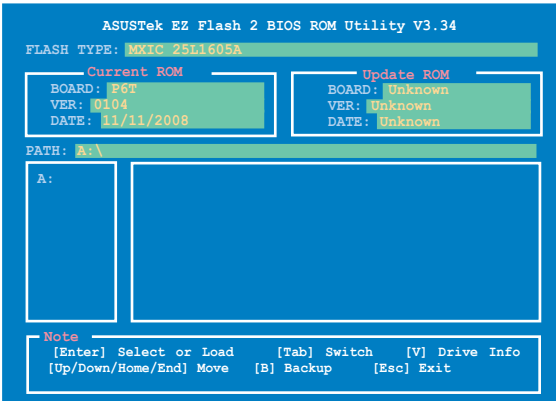 ASUSTek EZ Flash 2 BIOS ROM Utility V3.34
FLASH TYPE: MXIC 25L1605A
Current ROM
BOARD: P6T
VER: 0104
DATE: 11/11/2008
Update ROM
BOARD: Unknown
VER: Unknown
DATE: Unknown
PATH: A:\
A:
Note
[Enter] Select or Load [Tab] Switch [V] Drive Info
[Up/Down/Home/End] Move [B] Backup [Esc] Exit